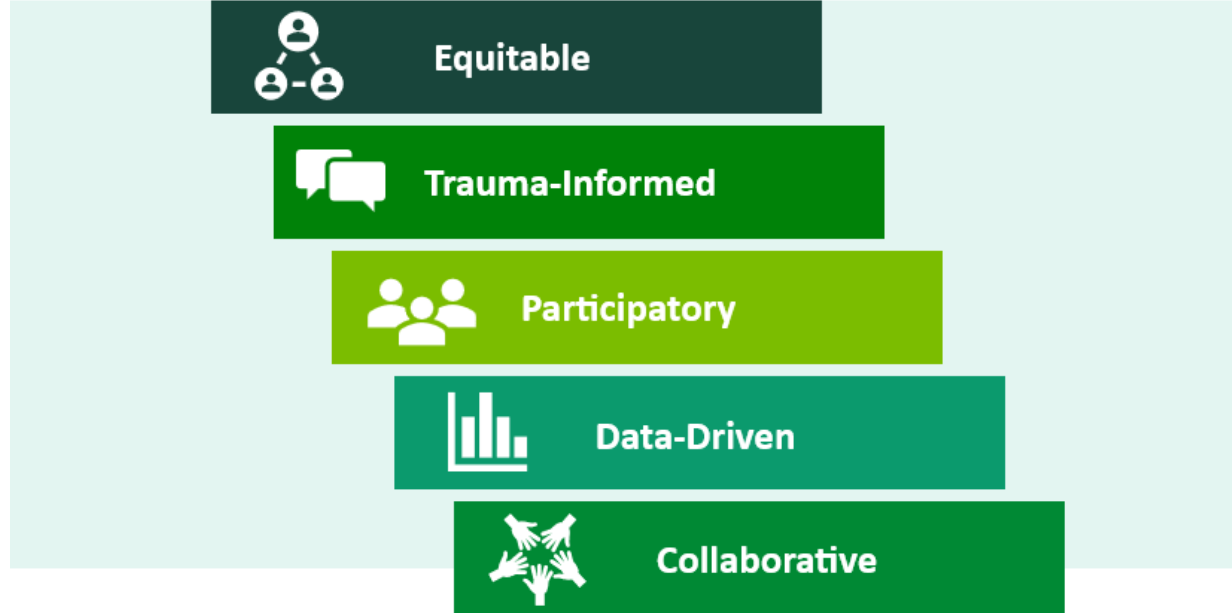 Equitable
Trauma-Informed
Participatory
Data-Driven
Collaborative